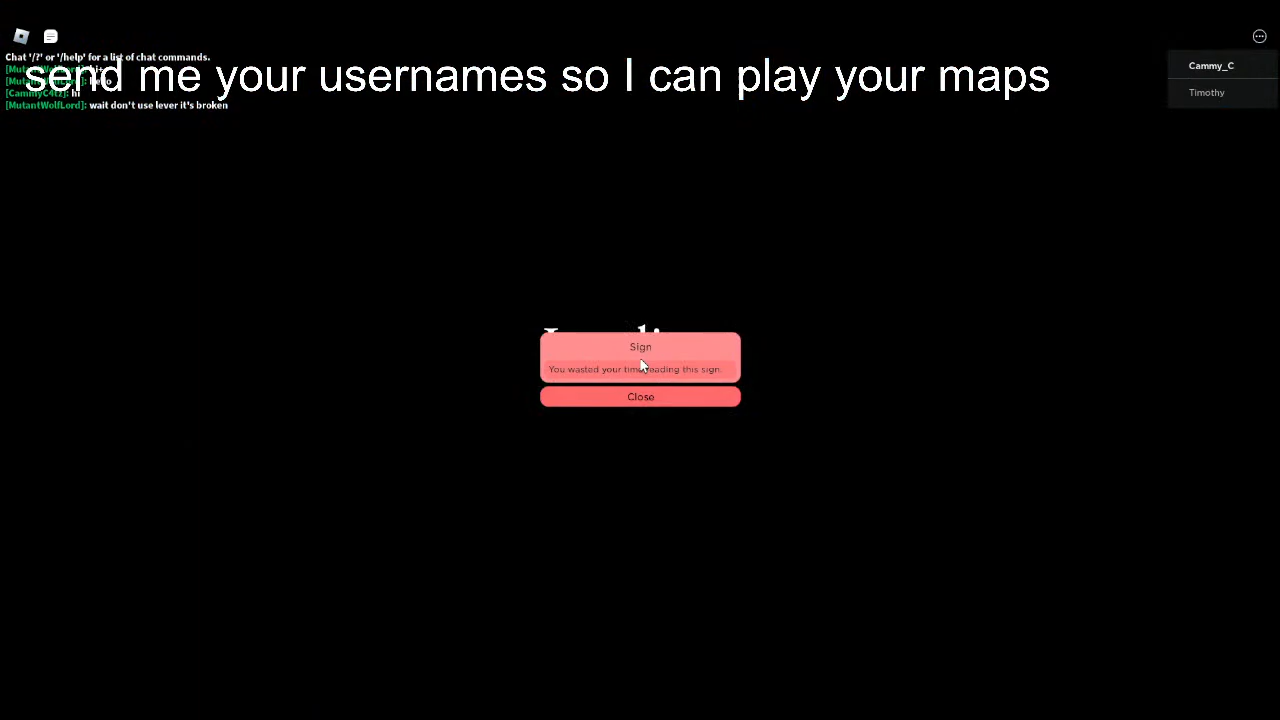 Chat '/?' or '/help' for a list of chat commands.
send me your usernames so I can play your maps
[CammyC4tz]: hi
[MutantWolfLord]: wait don't use lever it's broken
Cammy_C
Timothy
Sign
You wasted your time reading this sign.
Close